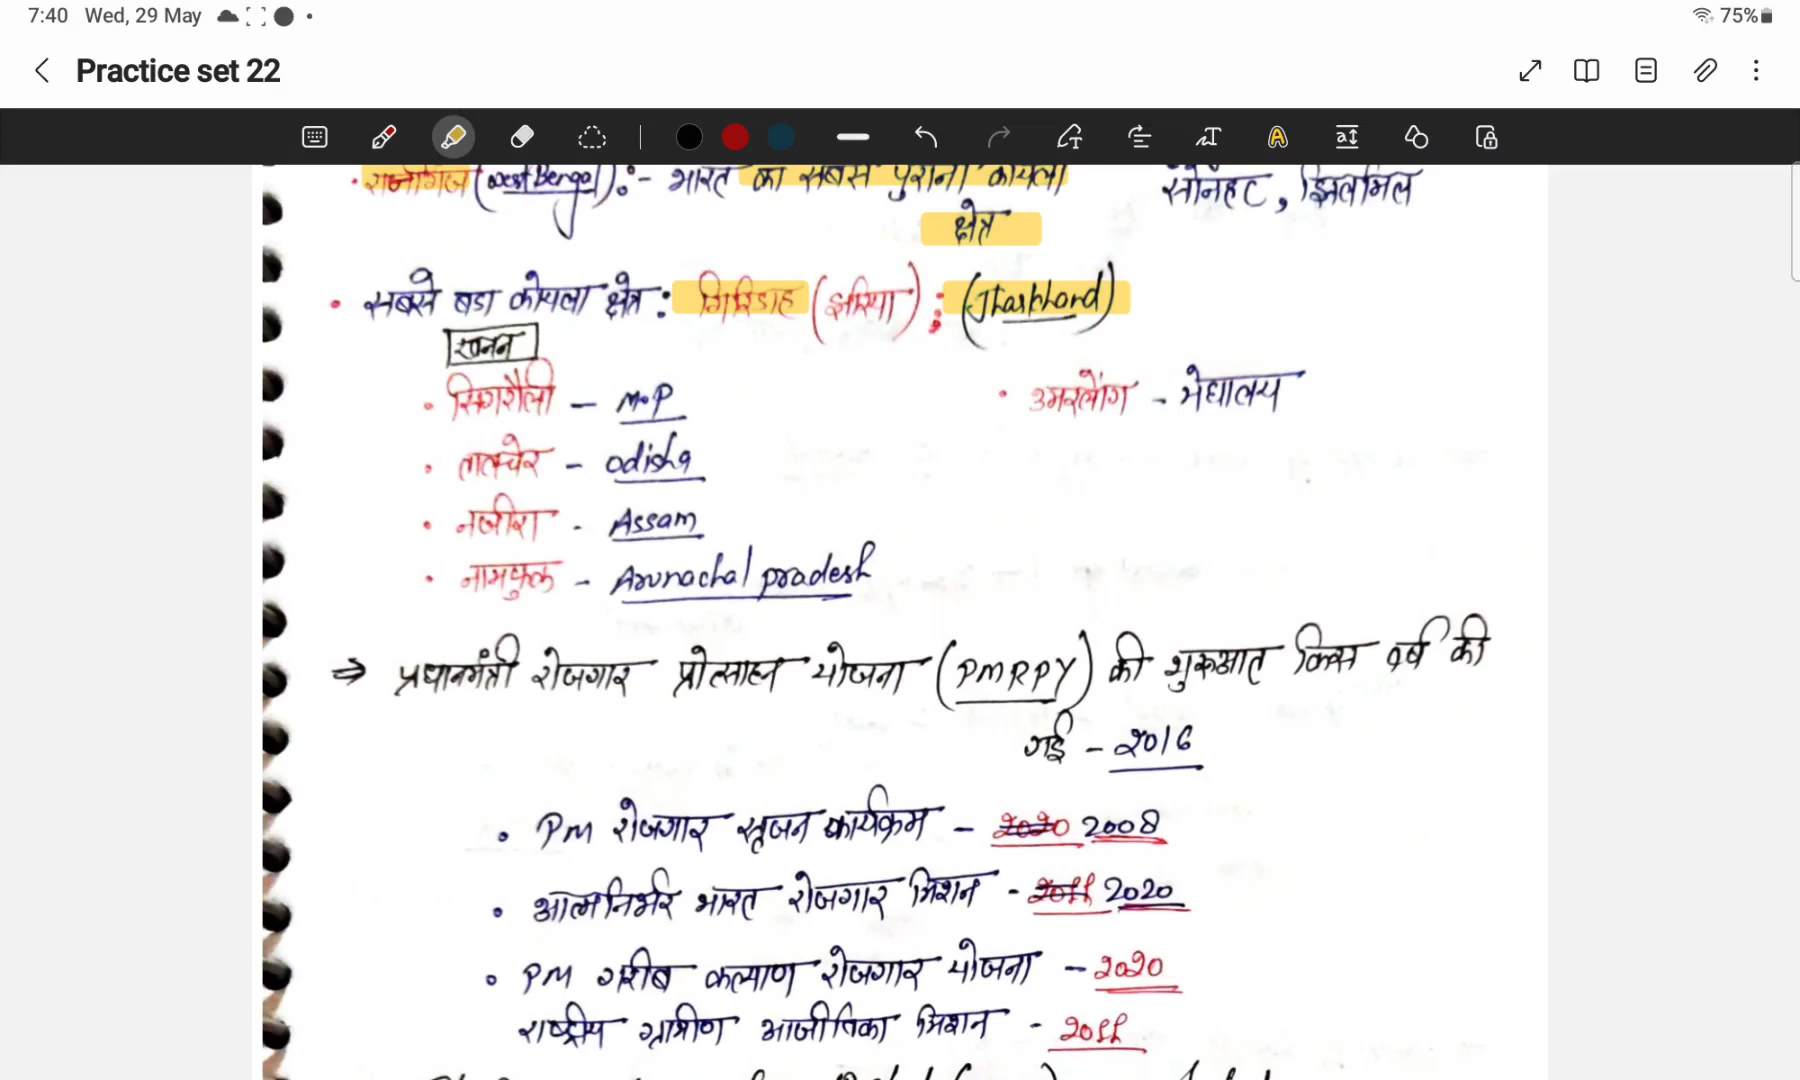 7:40 Wed, 29 May
75%
Practice set 22
(West Bengal) :- भारत का सबसे पुराना कोयला
क्षेत्र
सोनहट, झिलमिल
• सबसे बडा कोयला क्षेत्र : गिरिडीह (झरिया) ; (Jharkhand)
खनन
• सिंगरौली - M.P
• उमरलोंग - मेघालय
• तालचेर - odisha
• नजीरा - Assam
• नामफुक - Arunachal pradesh
⇒ प्रधानमंत्री रोजगार प्रोत्साहन योजना (PMRPY) की शुरुआत किस वर्ष की
गई - 2016
• PM रोजगार सृजन कार्यक्रम - 2020 2008
• आत्मनिर्भर भारत रोजगार मिशन - 2011 2020
• PM गरीब कल्याण रोजगार योजना - 2020
राष्ट्रीय ग्रामीण आजीविका मिशन - 2011